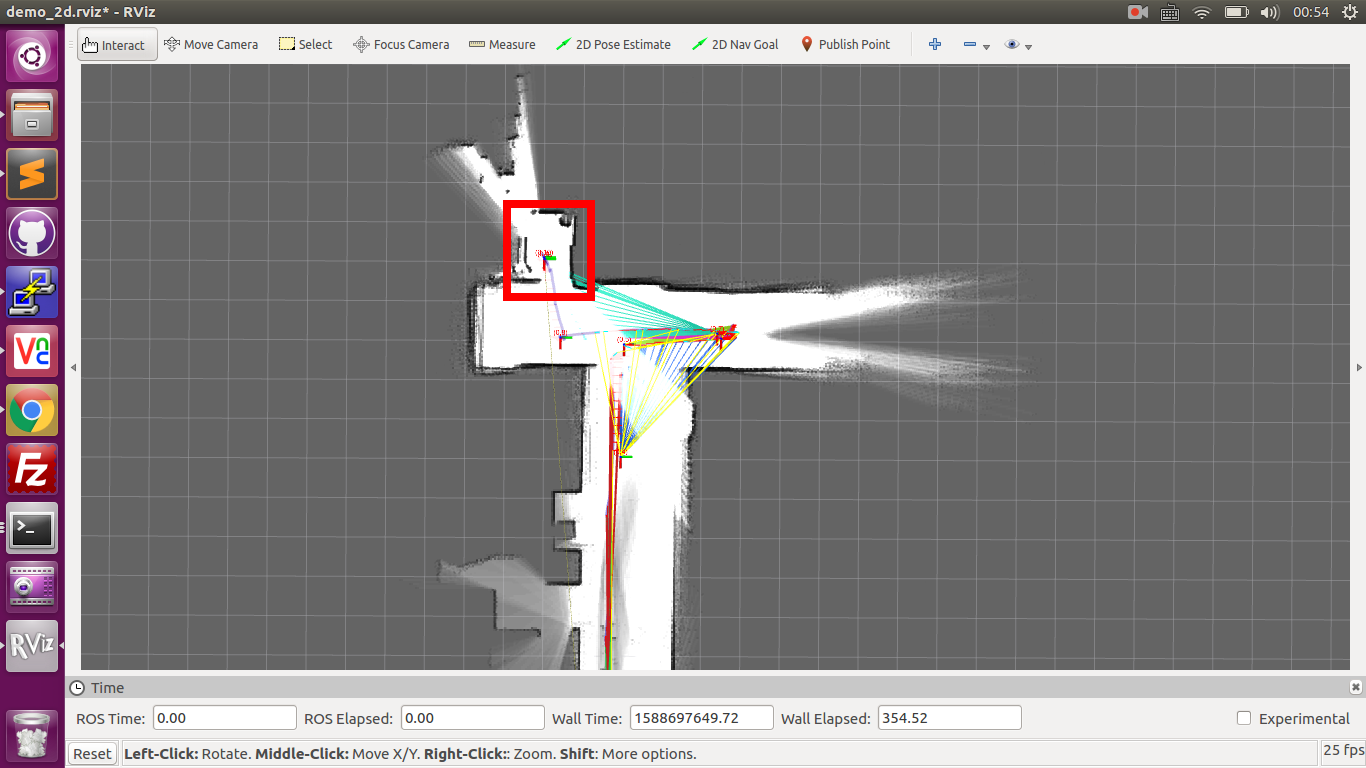 demo_2d.rviz* - RViz
00:54
Interact Move Camera Select Focus Camera Measure 2D Pose Estimate 2D Nav Goal Publish Point
Fz
>_
RViz
Time
ROS Time: 0.00 ROS Elapsed: 0.00 Wall Time: 1588697649.72 Wall Elapsed: 354.52 Experimental
Reset Left-Click: Rotate. Middle-Click: Move X/Y. Right-Click:: Zoom. Shift: More options. 25 fps